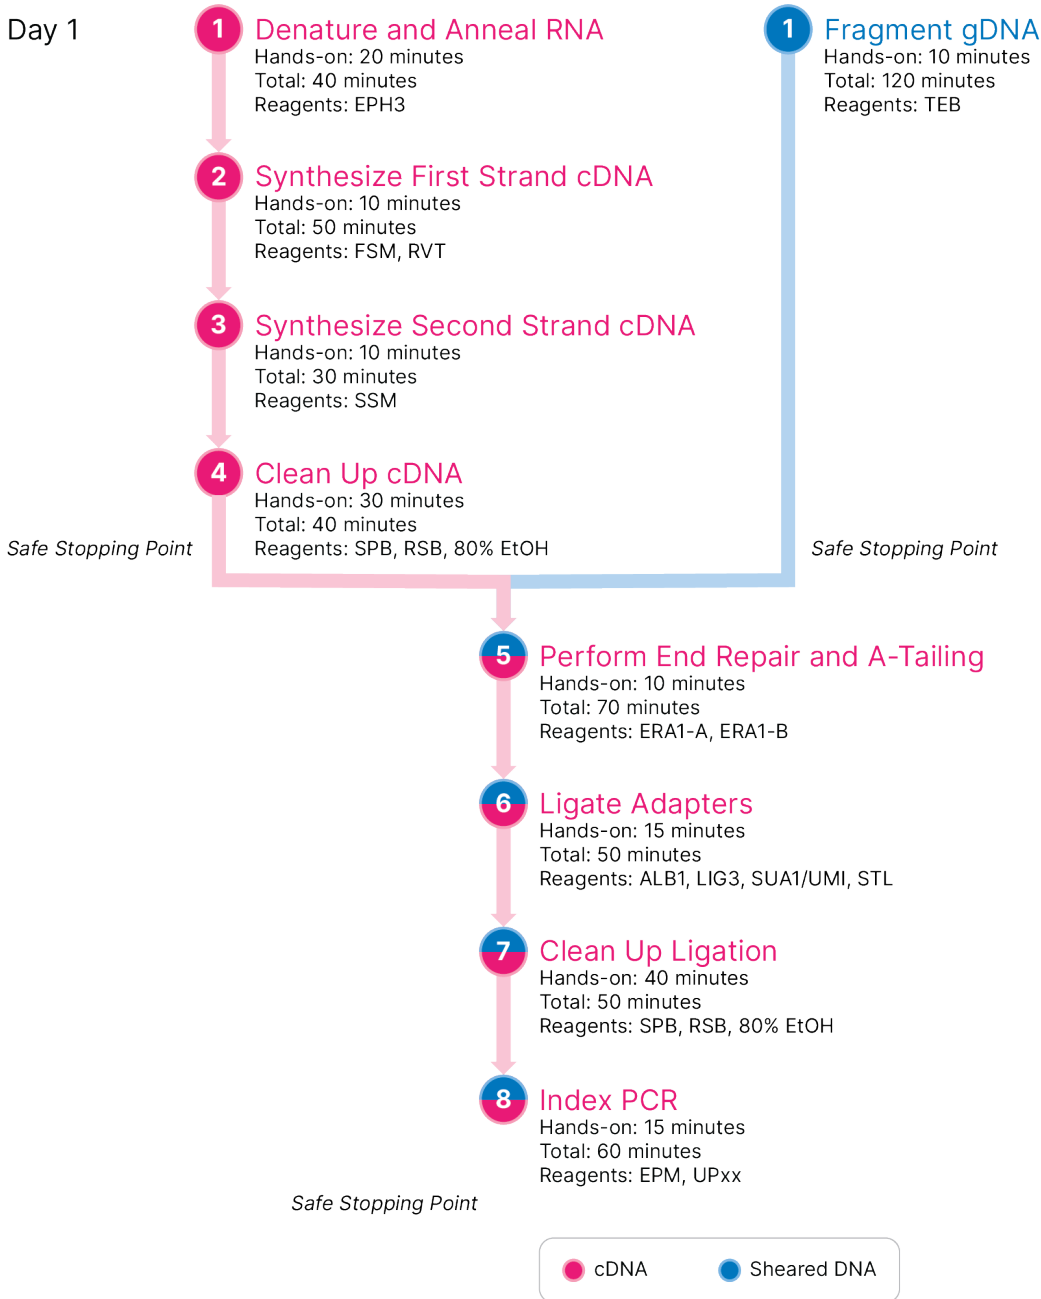 Day 1
1
Denature and Anneal RNA
Hands-on: 20 minutes
Total: 40 minutes
Reagents: EPH3
1
Fragment gDNA
Hands-on: 10 minutes
Total: 120 minutes
Reagents: TEB
2
Synthesize First Strand cDNA
Hands-on: 10 minutes
Total: 50 minutes
Reagents: FSM, RVT
3
Synthesize Second Strand cDNA
Hands-on: 10 minutes
Total: 30 minutes
Reagents: SSM
4
Clean Up cDNA
Hands-on: 30 minutes
Total: 40 minutes
Reagents: SPB, RSB, 80% EtOH
Safe Stopping Point
Safe Stopping Point
5
Perform End Repair and A-Tailing
Hands-on: 10 minutes
Total: 70 minutes
Reagents: ERA1-A, ERA1-B
6
Ligate Adapters
Hands-on: 15 minutes
Total: 50 minutes
Reagents: ALB1, LIG3, SUA1/UMI, STL
7
Clean Up Ligation
Hands-on: 40 minutes
Total: 50 minutes
Reagents: SPB, RSB, 80% EtOH
8
Index PCR
Hands-on: 15 minutes
Total: 60 minutes
Reagents: EPM, UPxx
Safe Stopping Point
cDNA
Sheared DNA